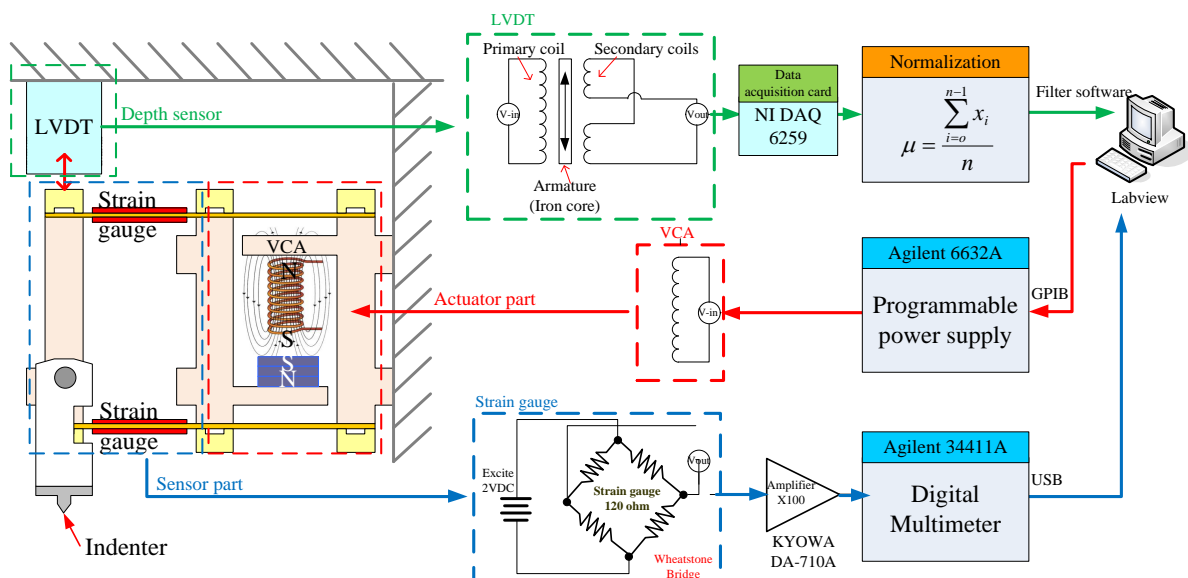 LVDT
Primary coil
Secondary coils
V-in
Vout
Armature
(Iron core)
Data
acquisition card
NI DAQ
6259
Normalization
μ = \frac{\sum_{i=o}^{n-1} x_i}{n}
Filter software
Labview
LVDT
Depth sensor
Strain
gauge
VCA
N
S
S
N
Strain
gauge
Indenter
Actuator part
VCA
V-in
Agilent 6632A
Programmable
power supply
GPIB
Sensor part
Strain gauge
Excite
2VDC
Strain gauge
120 ohm
Vout
Wheatstone
Bridge
Amplifier
X100
KYOWA
DA-710A
Agilent 34411A
Digital
Multimeter
USB